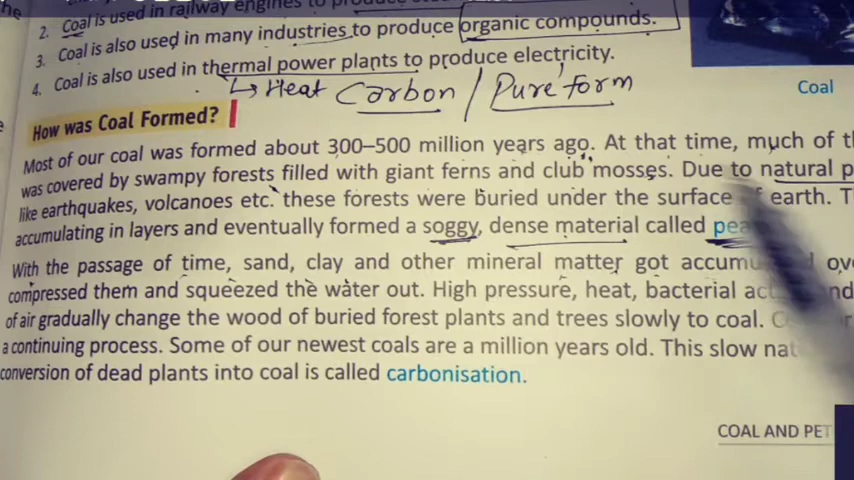 2. Coal is used in railway engines to
3. Coal is also used in many industries to produce organic compounds.
4. Coal is also used in thermal power plants to produce electricity.
Heat Carbon / Pure form
Coal
How was Coal Formed?
Most of our coal was formed about 300–500 million years ago. At that time, much of
was covered by swampy forests filled with giant ferns and club mosses. Due to natural
like earthquakes, volcanoes etc. these forests were buried under the surface of earth.
accumulating in layers and eventually formed a soggy, dense material called
With the passage of time, sand, clay and other mineral matter got
compressed them and squeezed the water out. High pressure, heat, bacterial
of air gradually change the wood of buried forest plants and trees slowly to coal.
a continuing process. Some of our newest coals are a million years old. This slow
conversion of dead plants into coal is called carbonisation.
COAL AND